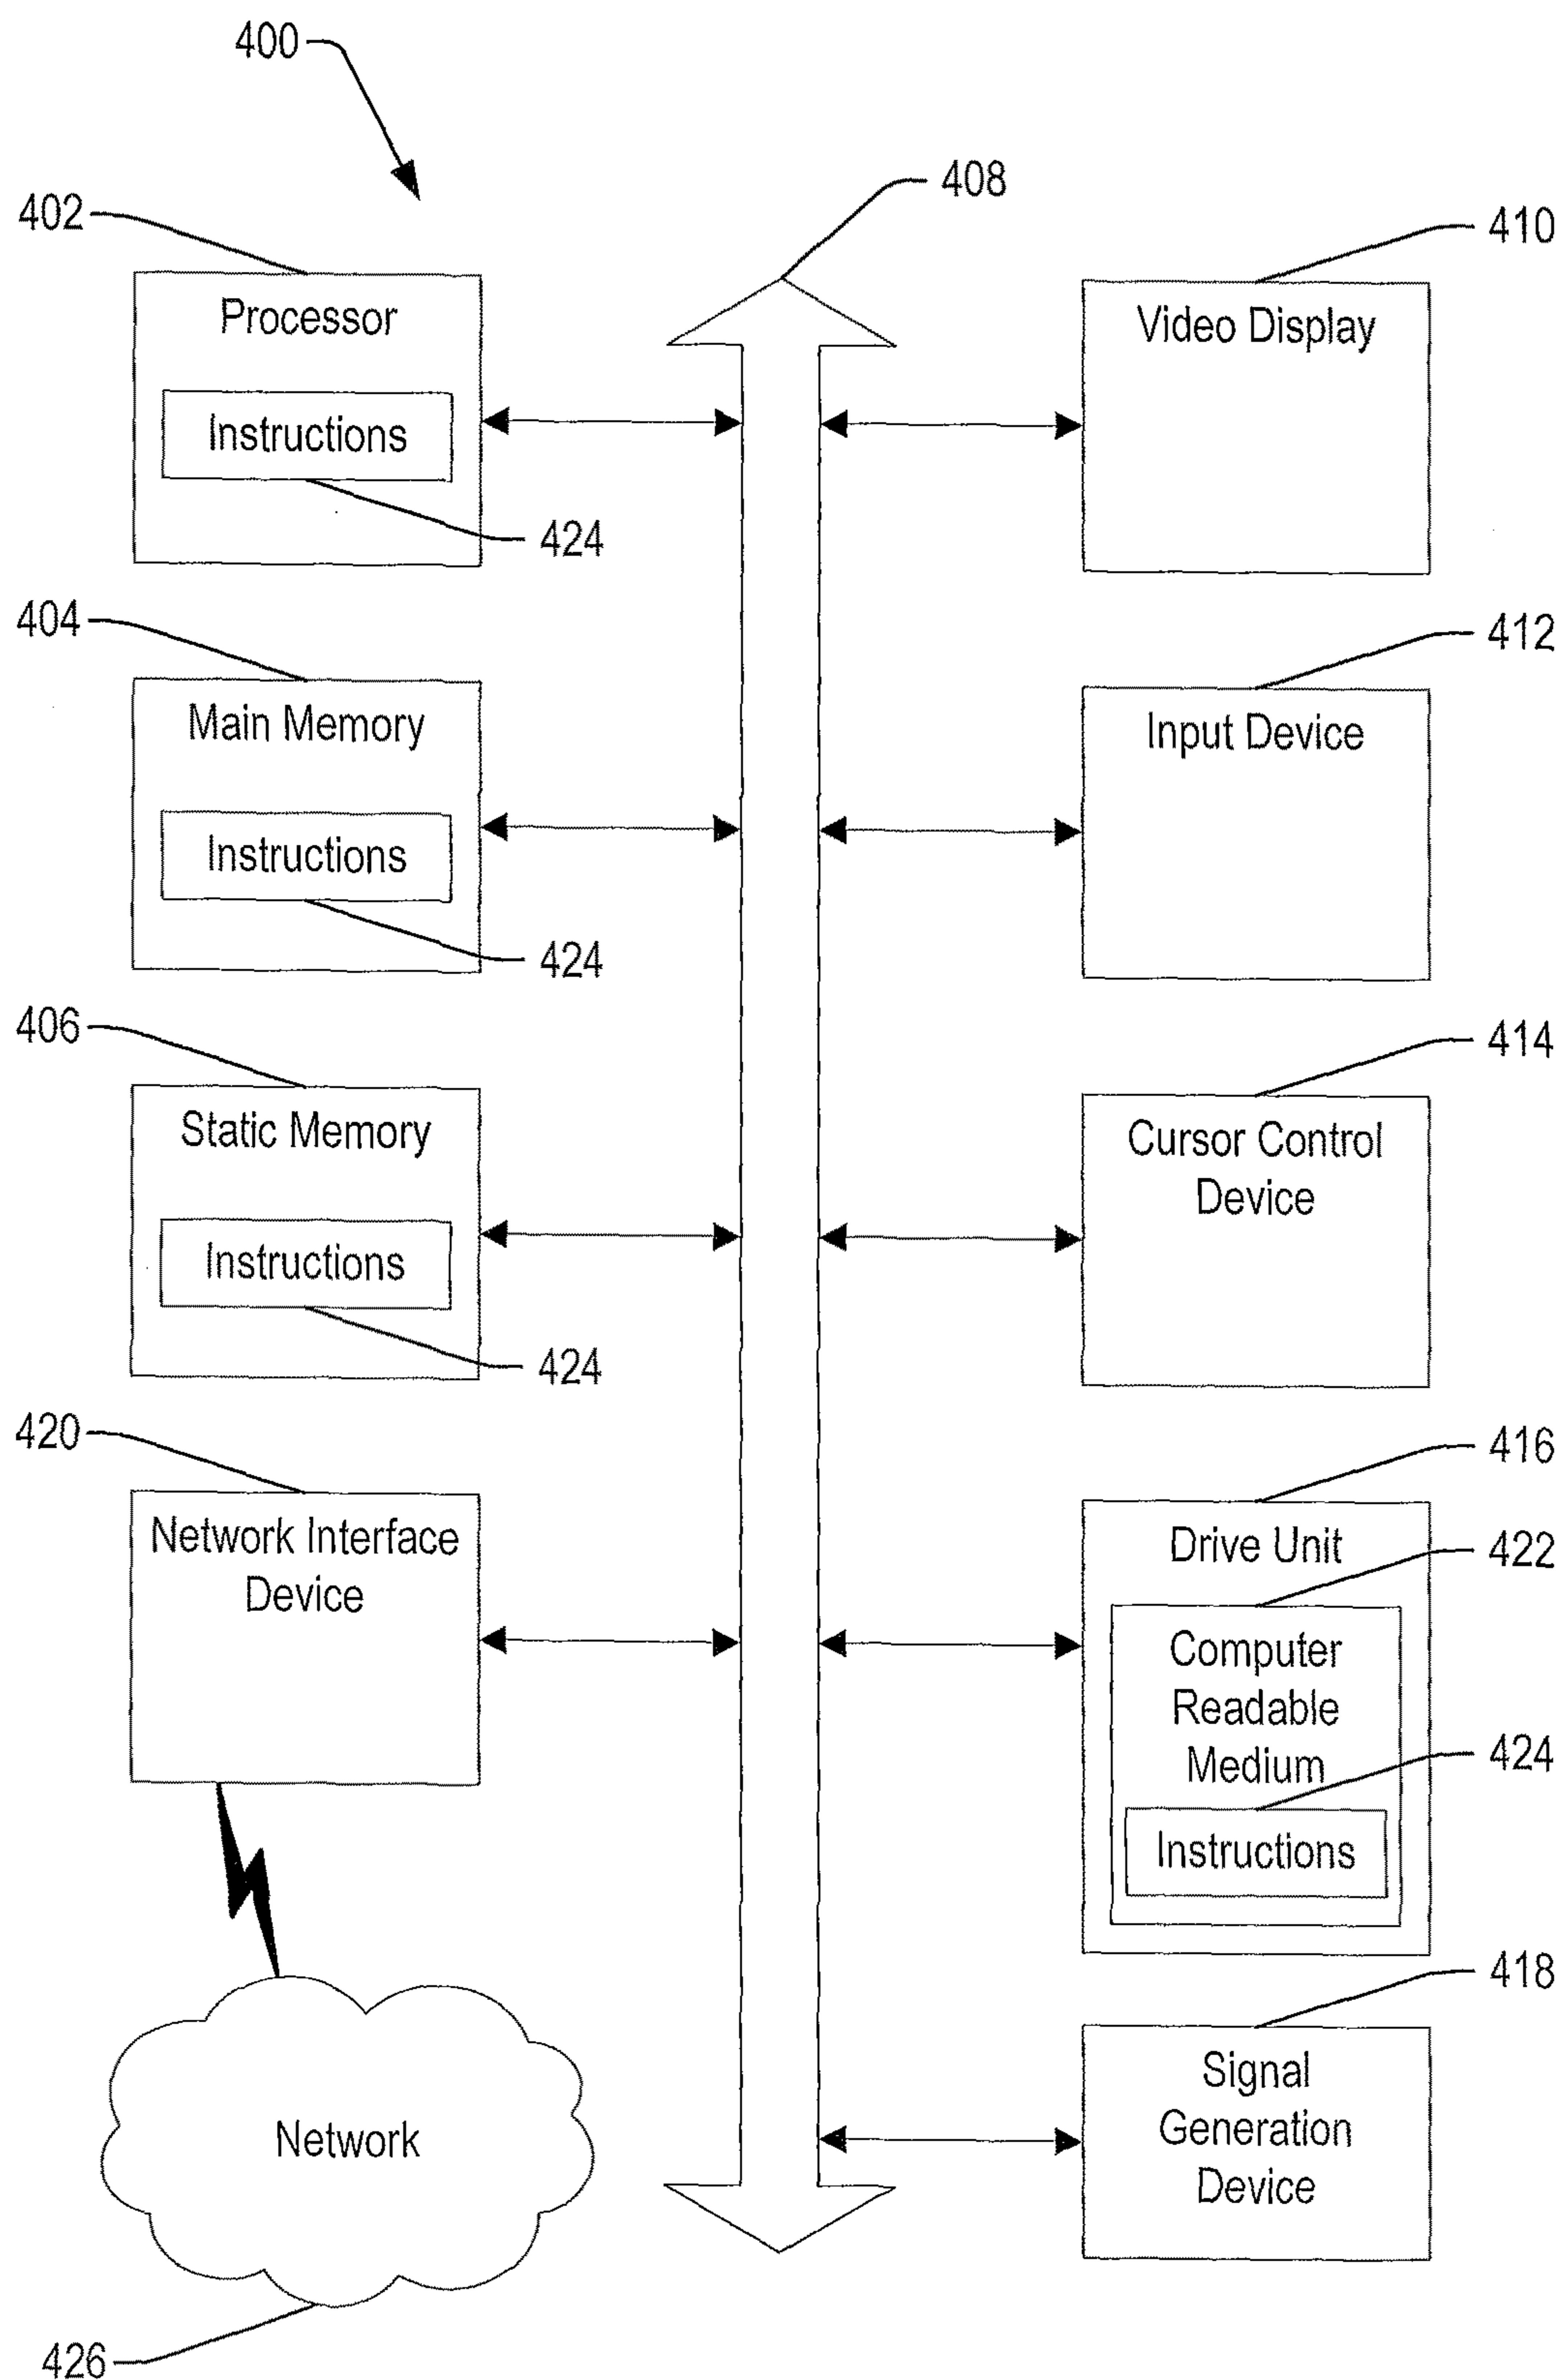 400
408
402
Processor
Instructions
424
404
Main Memory
Instructions
424
406
Static Memory
Instructions
424
420
Network Interface
Device
Network
426
410
Video Display
412
Input Device
414
Cursor Control
Device
416
Drive Unit
422
Computer
Readable
Medium
424
Instructions
418
Signal
Generation
Device